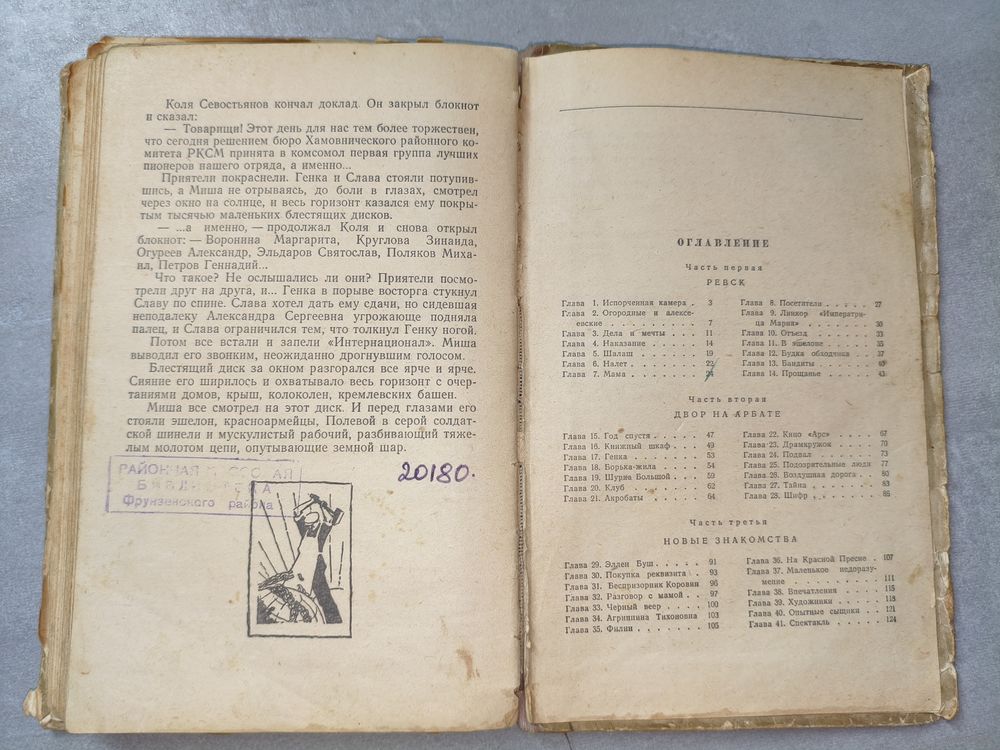 Коля Севостьянов кончал доклад. Он закрыл блокнот
и сказал:
— Товарищи! Этот день для нас тем более торжествен,
что сегодня решением бюро Хамовнического районного ко-
митета РКСМ принята в комсомол первая группа лучших
пионеров нашего отряда, а именно...
Приятели покраснели. Генка и Слава стояли потупив-
шись, а Миша не отрываясь, до боли в глазах, смотрел
через окно на солнце, и весь горизонт казался ему покры-
тым тысячью маленьких блестящих дисков.
— ...а именно, — продолжал Коля и снова открыл
блокнот: — Воронина Маргарита, Круглова Зинаида,
Огуреев Александр, Эльдаров Святослав, Поляков Миха-
ил, Петров Геннадий...
Что такое? Не ослышались ли они? Приятели посмот-
трели друг на друга, и... Генка в порыве восторга стукнул
Славу по спине. Слава хотел дать ему сдачи, но сидевшая
неподалеку Александра Сергеевна угрожающе подняла
палец, и Слава ограничился тем, что толкнул Генку ногой.
Потом все встали и запели «Интернационал». Миша
выводил его звонким, неожиданно дрогнувшим голосом.
Блестящий диск за окном разгорался все ярче и ярче.
Сияние его ширилось и охватывало весь горизонт с очер-
таниями домов, крыш, колоколен, кремлевских башен.
Миша все смотрел на этот диск. И перед глазами его
стояли эшелон, красноармейцы, Полевой в серой солдат-
ской шинели и мускулистый рабочий, разбивающий тяже-
лым молотом цепи, опутывающие земной шар.
РАЙОННАЯ
Фрунзенского района
20180.
ОГЛАВЛЕНИЕ
Часть первая
РЕВСК
Глава 1. Испорченная камера . 3
Глава 2. Огородные и алексе-
евские . . . . . 7
Глава 3. Дела и мечты . . . 11
Глава 4. Наказание . . . . 14
Глава 5. Шалаш . . . . . 19
Глава 6. Налет . . . . . 22
Глава 7. Мама . . . . . 24
Глава 8. Посетители . . . . . 27
Глава 9. Линкор «Императри-
ца Мария» . . . . . 30
Глава 10. Отъезд . . . . . 33
Глава 11. В эшелоне . . . . 35
Глава 12. Будка обходчика . . 37
Глава 13. Бандиты . . . . 40
Глава 14. Прощанье . . . . 43
Часть вторая
ДВОР НА АРБАТЕ
Глава 15. Год спустя . . . . 47
Глава 16. Книжный шкаф . . . 49
Глава 17. Генка . . . . . 53
Глава 18. Борька-жила . . . . 54
Глава 19. Шурка Большой . . . 59
Глава 20. Клуб . . . . . 62
Глава 21. Акробаты . . . . 64
Глава 22. Кино «Арс» . . . . 67
Глава 23. Драмкружок . . . . 70
Глава 24. Подвал . . . . . 73
Глава 25. Подозрительные люди 77
Глава 26. Воздушная дорога . . 80
Глава 27. Тайна . . . . . 83
Глава 28. Шифр . . . . . 86
Часть третья
НОВЫЕ ЗНАКОМСТВА
Глава 29. Эллен Буш . . . . . 91
Глава 30. Покупка реквизита . 93
Глава 31. Беспризорник Коровин 96
Глава 32. Разговор с мамой . . 97
Глава 33. Черный веер . . . . 100
Глава 34. Агриппина Тихоновна 103
Глава 35. Филин . . . . . 105
Глава 36. На Красной Пресне . 107
Глава 37. Маленькое недоразу-
мение . . . . . 111
Глава 38. Впечатления . . . . 115
Глава 39. Художники . . . . 118
Глава 40. Опытные сыщики . . 121
Глава 41. Спектакль . . . . 124